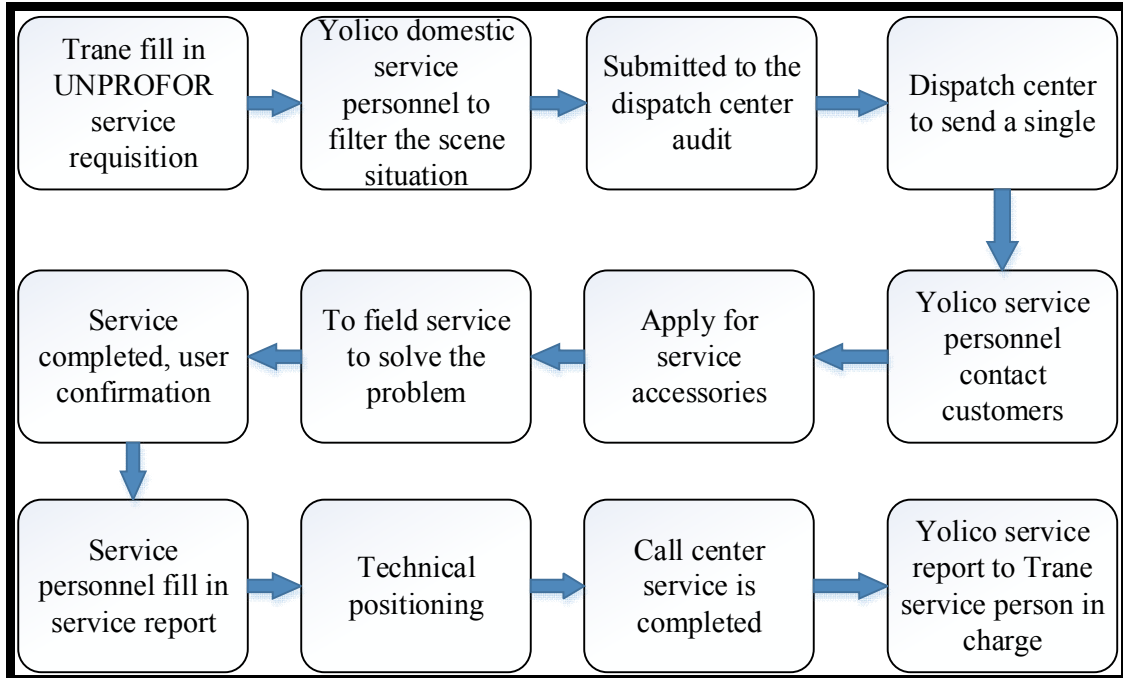 Trane fill in
UNPROFOR
service
requisition
Yolico domestic
service
personnel to
filter the scene
situation
Submitted to the
dispatch center
audit
Dispatch center
to send a single
Yolico service
personnel
contact
customers
Apply for
service
accessories
To field service
to solve the
problem
Service
completed, user
confirmation
Service
personnel fill in
service report
Technical
positioning
Call center
service is
completed
Yolico service
report to Trane
service person in
charge